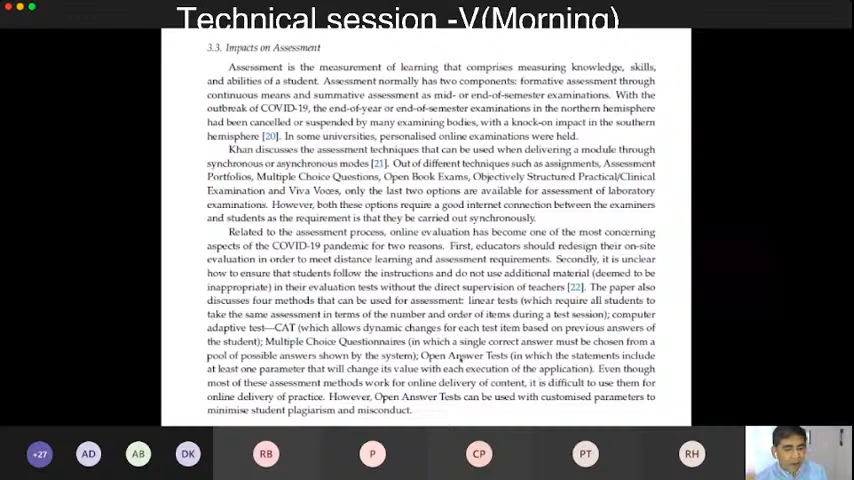 Technical session -V(Morning)
3.3. Impacts on Assessment
Assessment is the measurement of learning that comprises measuring knowledge, skills,
and abilities of a student. Assessment normally has two components: formative assessment through
continuous means and summative assessment as mid- or end-of-semester examinations. With the
outbreak of COVID-19, the end-of-year or end-of-semester examinations in the northern hemisphere
had been cancelled or suspended by many examining bodies, with a knock-on impact in the southern
hemisphere [20]. In some universities, personalised online examinations were held.
Khan discusses the assessment techniques that can be used when delivering a module through
synchronous or asynchronous modes [21]. Out of different techniques such as assignments, Assessment
Portfolios, Multiple Choice Questions, Open Book Exams, Objectively Structured Practical/Clinical
Examination and Viva Voces, only the last two options are available for assessment of laboratory
examinations. However, both these options require a good internet connection between the examiners
and students as the requirement is that they be carried out synchronously.
Related to the assessment process, online evaluation has become one of the most concerning
aspects of the COVID-19 pandemic for two reasons. First, educators should redesign their on-site
evaluation in order to meet distance learning and assessment requirements. Secondly, it is unclear
how to ensure that students follow the instructions and do not use additional material (deemed to be
inappropriate) in their evaluation tests without the direct supervision of teachers [22]. The paper also
discusses four methods that can be used for assessment: linear tests (which require all students to
take the same assessment in terms of the number and order of items during a test session); computer
adaptive test—CAT (which allows dynamic changes for each test item based on previous answers of
the student); Multiple Choice Questionnaires (in which a single correct answer must be chosen from a
pool of possible answers shown by the system); Open Answer Tests (in which the statements include
at least one parameter that will change its value with each execution of the application). Even though
most of these assessment methods work for online delivery of content, it is difficult to use them for
online delivery of practice. However, Open Answer Tests can be used with customised parameters to
minimise student plagiarism and misconduct.
+27 AD AB DK RB P CP PT RH